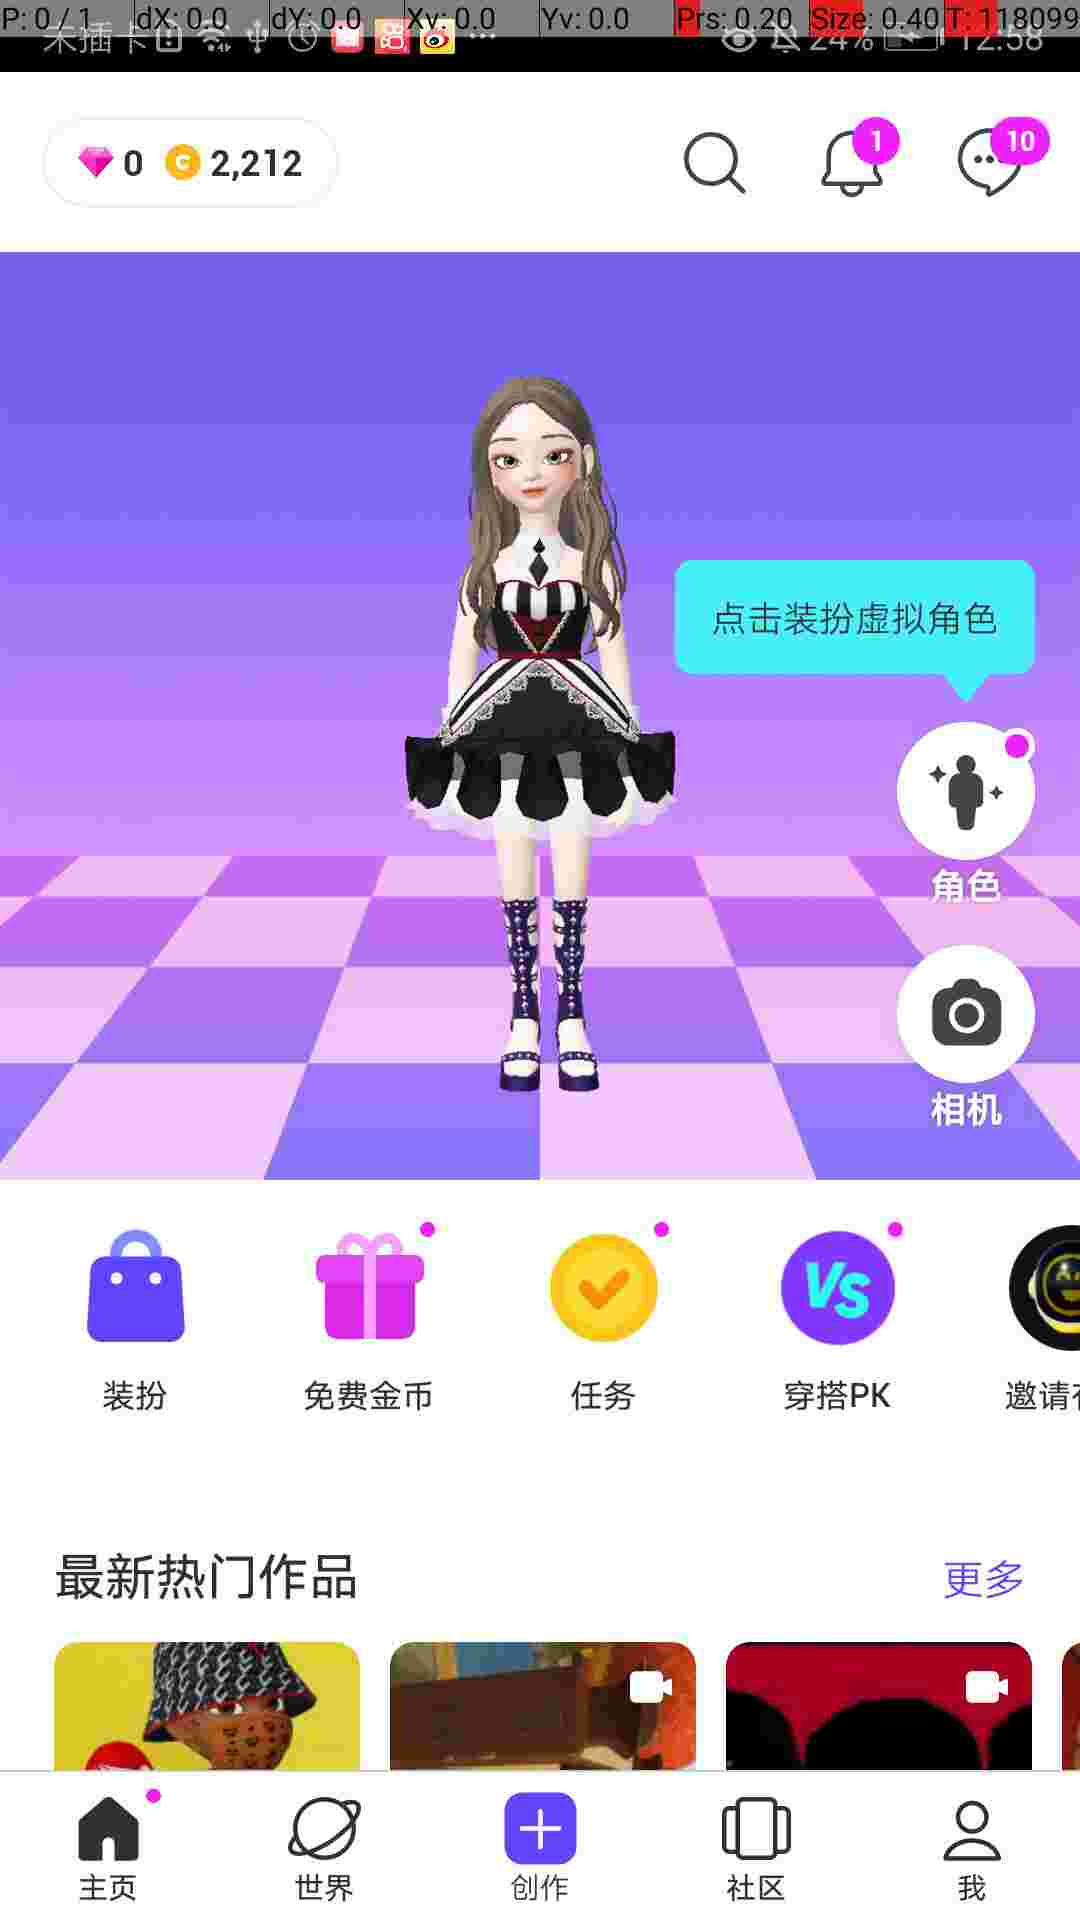 P: 0 / 1 dX: 0.0 dY: 0.0 Xv: 0.0 Yv: 0.0 Prs: 0.20 Size: 0.40 T: 118099
未插卡 24% 12:58
0 2,212 1 10
点击装扮虚拟角色
角色
相机
VS
装扮 免费金币 任务 穿搭PK 邀请
最新热门作品 更多
主页 世界 创作 社区 我